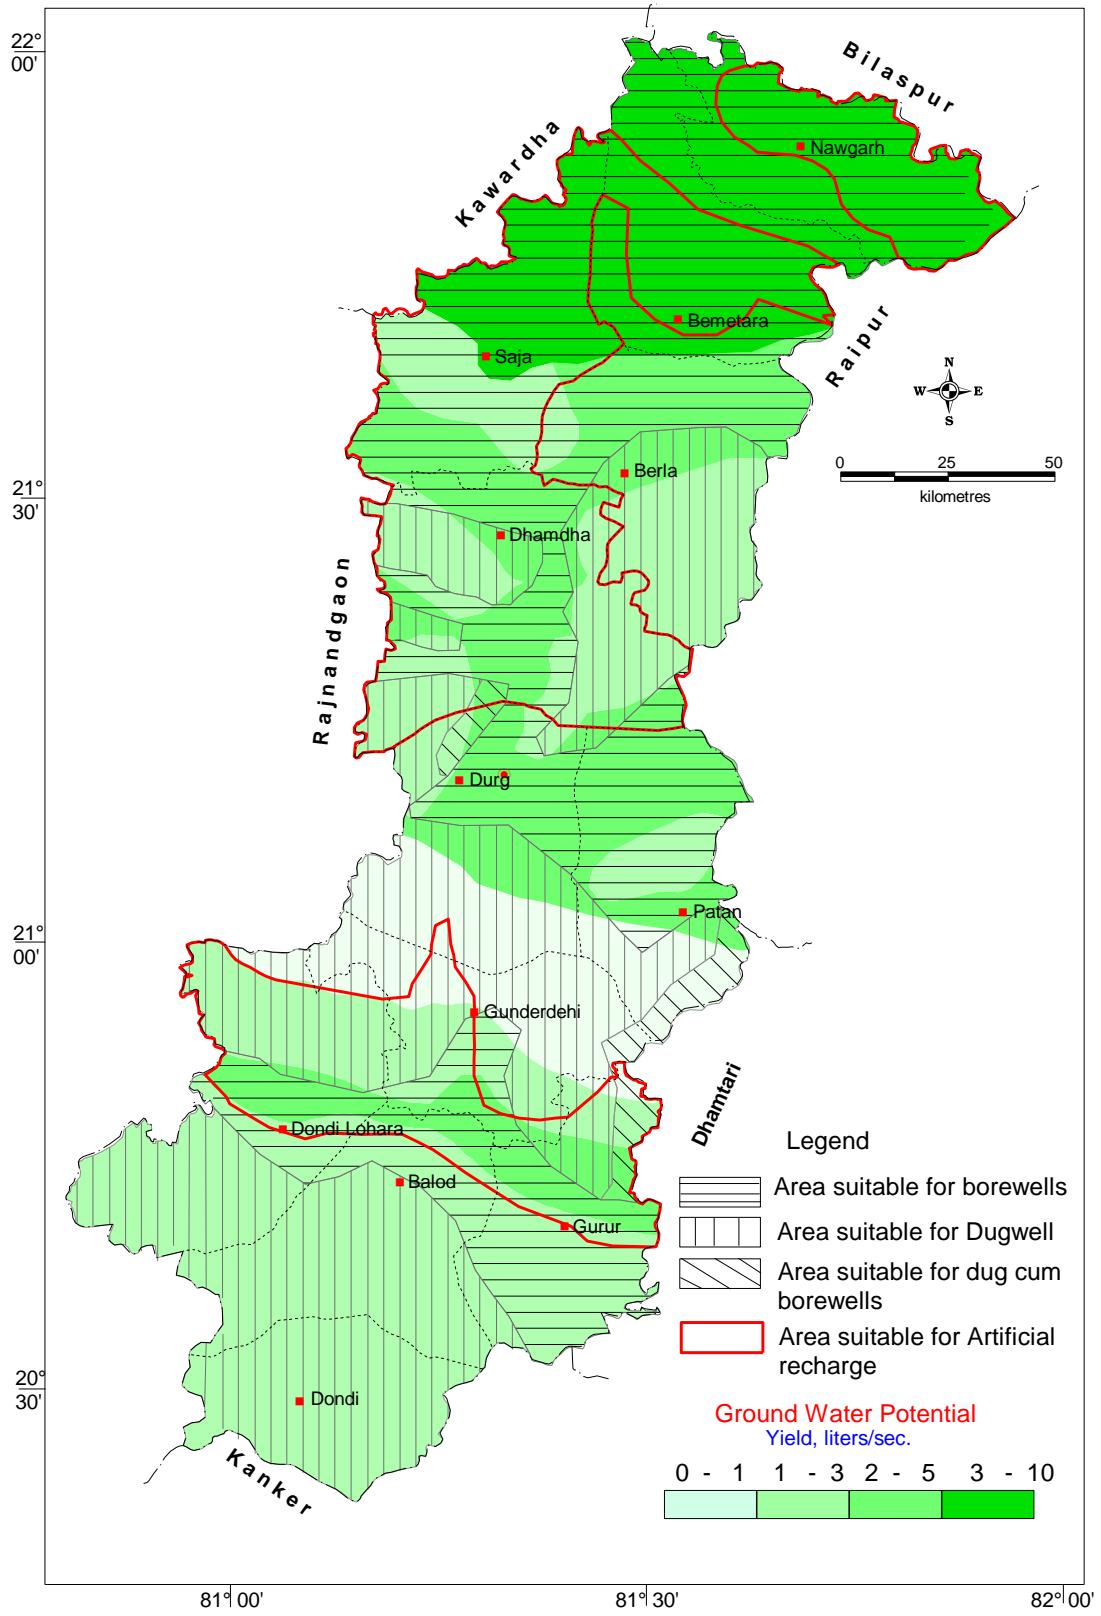 22°
00'
Bilaspur
Kawardha
Nawgarh
Bemetara
Raipur
Saja
N
W E
S
0 25 50
kilometres
Berla
21°
30'
Dhamdha
Rajnandgaon
Durg
Patan
21°
00'
Gunderdehi
Dhamtari
Dondi Lohara
Balod
Gurur
Legend
Area suitable for borewells
Area suitable for Dugwell
Area suitable for dug cum
borewells
Area suitable for Artificial
recharge
20°
30'
Dondi
Kanker
Ground Water Potential
Yield, liters/sec.
0 - 1 1 - 3 2 - 5 3 - 10
81° 00' 81° 30' 82° 00'